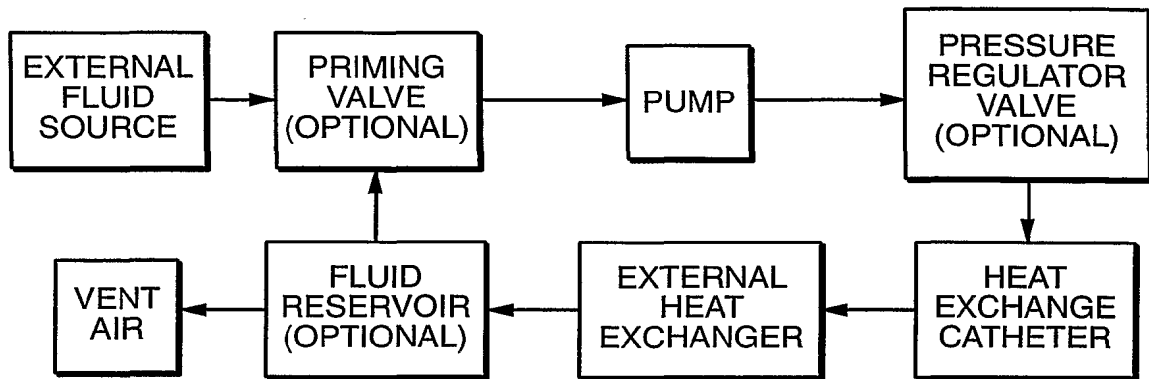 EXTERNAL
FLUID
SOURCE
PRIMING
VALVE
(OPTIONAL)
PUMP
PRESSURE
REGULATOR
VALVE
(OPTIONAL)
VENT
AIR
FLUID
RESERVOIR
(OPTIONAL)
EXTERNAL
HEAT
EXCHANGER
HEAT
EXCHANGE
CATHETER